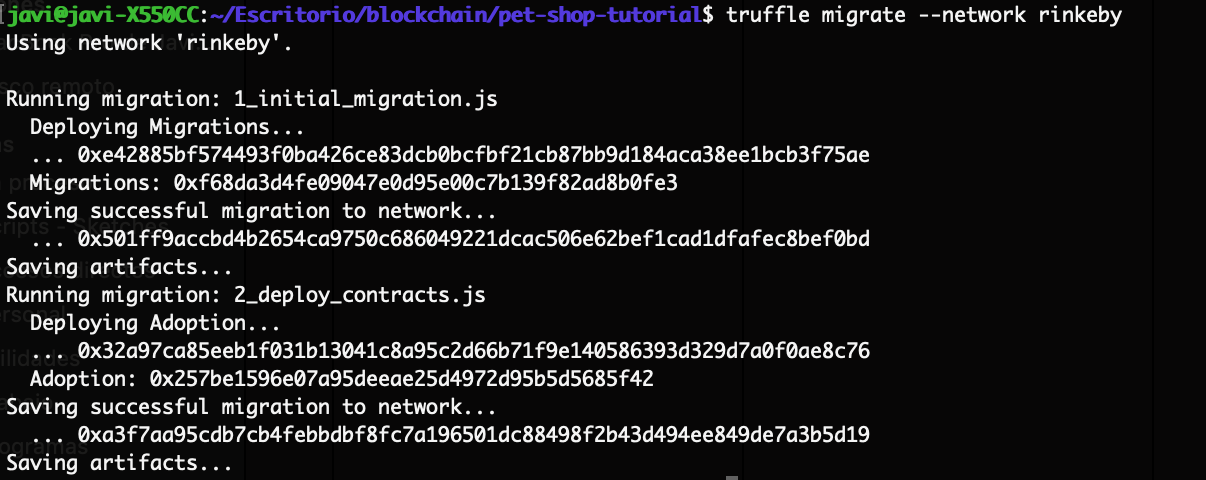 javi@javi-X550CC:~/Escritorio/blockchain/pet-shop-tutorial$ truffle migrate --network rinkeby
Using network 'rinkeby'.
Running migration: 1_initial_migration.js
Deploying Migrations...
... 0xe42885bf574493f0ba426ce83dcb0bcfbf21cb87bb9d184aca38ee1bcb3f75ae
Migrations: 0xf68da3d4fe09047e0d95e00c7b139f82ad8b0fe3
Saving successful migration to network...
... 0x501ff9accbd4b2654ca9750c686049221dcac506e62bef1cad1dfafec8bef0bd
Saving artifacts...
Running migration: 2_deploy_contracts.js
Deploying Adoption...
... 0x32a97ca85eeb1f031b13041c8a95c2d66b71f9e140586393d329d7a0f0ae8c76
Adoption: 0x257be1596e07a95deeae25d4972d95b5d5685f42
Saving successful migration to network...
... 0xa3f7aa95cdb7cb4febbdbf8fc7a196501dc88498f2b43d494ee849de7a3b5d19
Saving artifacts...